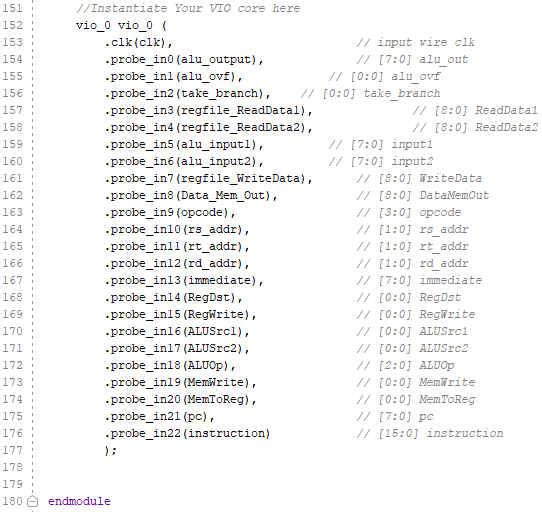 151 //Instantiate Your VIO core here
152 vio_0 vio_0 (
153 .clk(clk), // input wire clk
154 .probe_in0(alu_output), // [7:0] alu_out
155 .probe_in1(alu_ovf), // [0:0] alu_ovf
156 .probe_in2(take_branch), // [0:0] take_branch
157 .probe_in3(regfile_ReadData1), // [8:0] ReadData1
158 .probe_in4(regfile_ReadData2), // [8:0] ReadData2
159 .probe_in5(alu_input1), // [7:0] input1
160 .probe_in6(alu_input2), // [7:0] input2
161 .probe_in7(regfile_WriteData), // [8:0] WriteData
162 .probe_in8(Data_Mem_Out), // [8:0] DataMemOut
163 .probe_in9(opcode), // [3:0] opcode
164 .probe_in10(rs_addr), // [1:0] rs_addr
165 .probe_in11(rt_addr), // [1:0] rt_addr
166 .probe_in12(rd_addr), // [1:0] rd_addr
167 .probe_in13(immediate), // [7:0] immediate
168 .probe_in14(RegDst), // [0:0] RegDst
169 .probe_in15(RegWrite), // [0:0] RegWrite
170 .probe_in16(ALUSrc1), // [0:0] ALUSrc1
171 .probe_in17(ALUSrc2), // [0:0] ALUSrc2
172 .probe_in18(ALUOp), // [2:0] ALUOp
173 .probe_in19(MemWrite), // [0:0] MemWrite
174 .probe_in20(MemToReg), // [0:0] MemToReg
175 .probe_in21(pc), // [7:0] pc
176 .probe_in22(instruction) // [15:0] instruction
177 );
178
179
180 endmodule